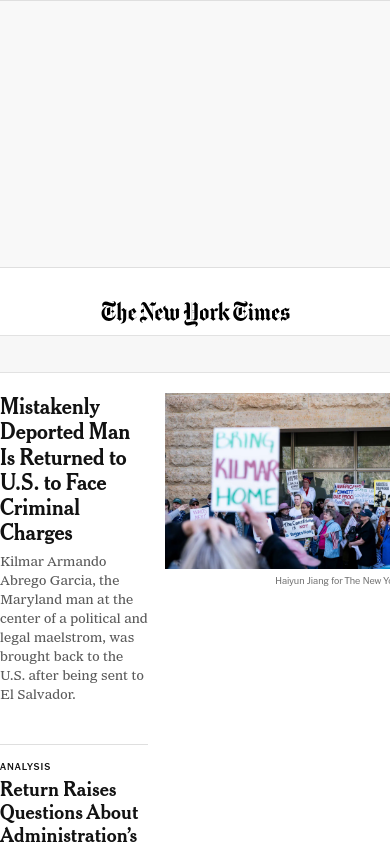 The New York Times
Mistakenly
Deported Man
Is Returned to
U.S. to Face
Criminal
Charges
Kilmar Armando
Abrego Garcia, the
Maryland man at the
center of a political and
legal maelstrom, was
brought back to the
U.S. after being sent to
El Salvador.
BRING
KILMAR
HOME
Haiyun Jiang for The New Yo
ANALYSIS
Return Raises
Questions About
Administration’s